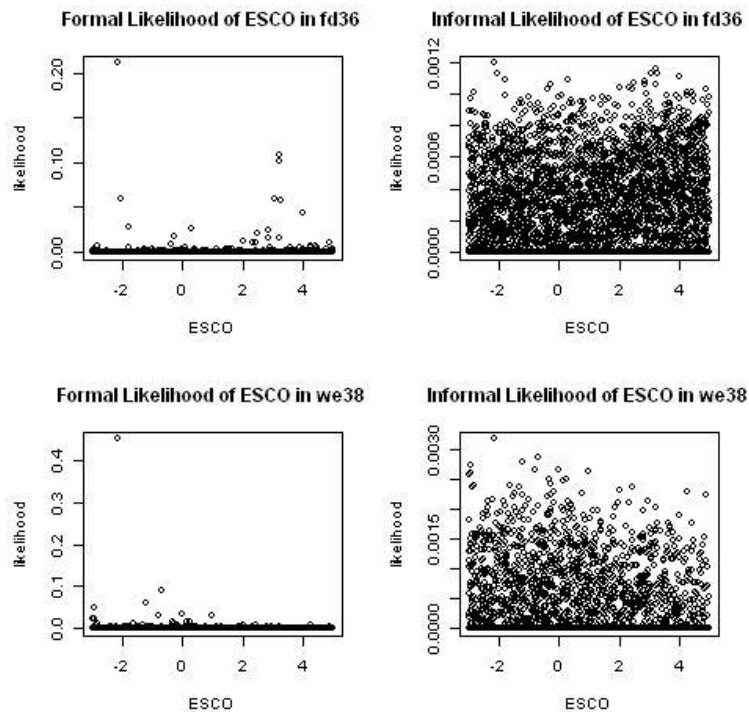 Formal Likelihood of ESCO in fd36
likelihood
0.20
0.10
0.00
-2 0 2 4
ESCO
Informal Likelihood of ESCO in fd36
likelihood
0.0012
0.0006
0.0000
-2 0 2 4
ESCO
Formal Likelihood of ESCO in we38
likelihood
0.4
0.3
0.2
0.1
0.0
-2 0 2 4
ESCO
Informal Likelihood of ESCO in we38
likelihood
0.0030
0.0015
0.0000
-2 0 2 4
ESCO